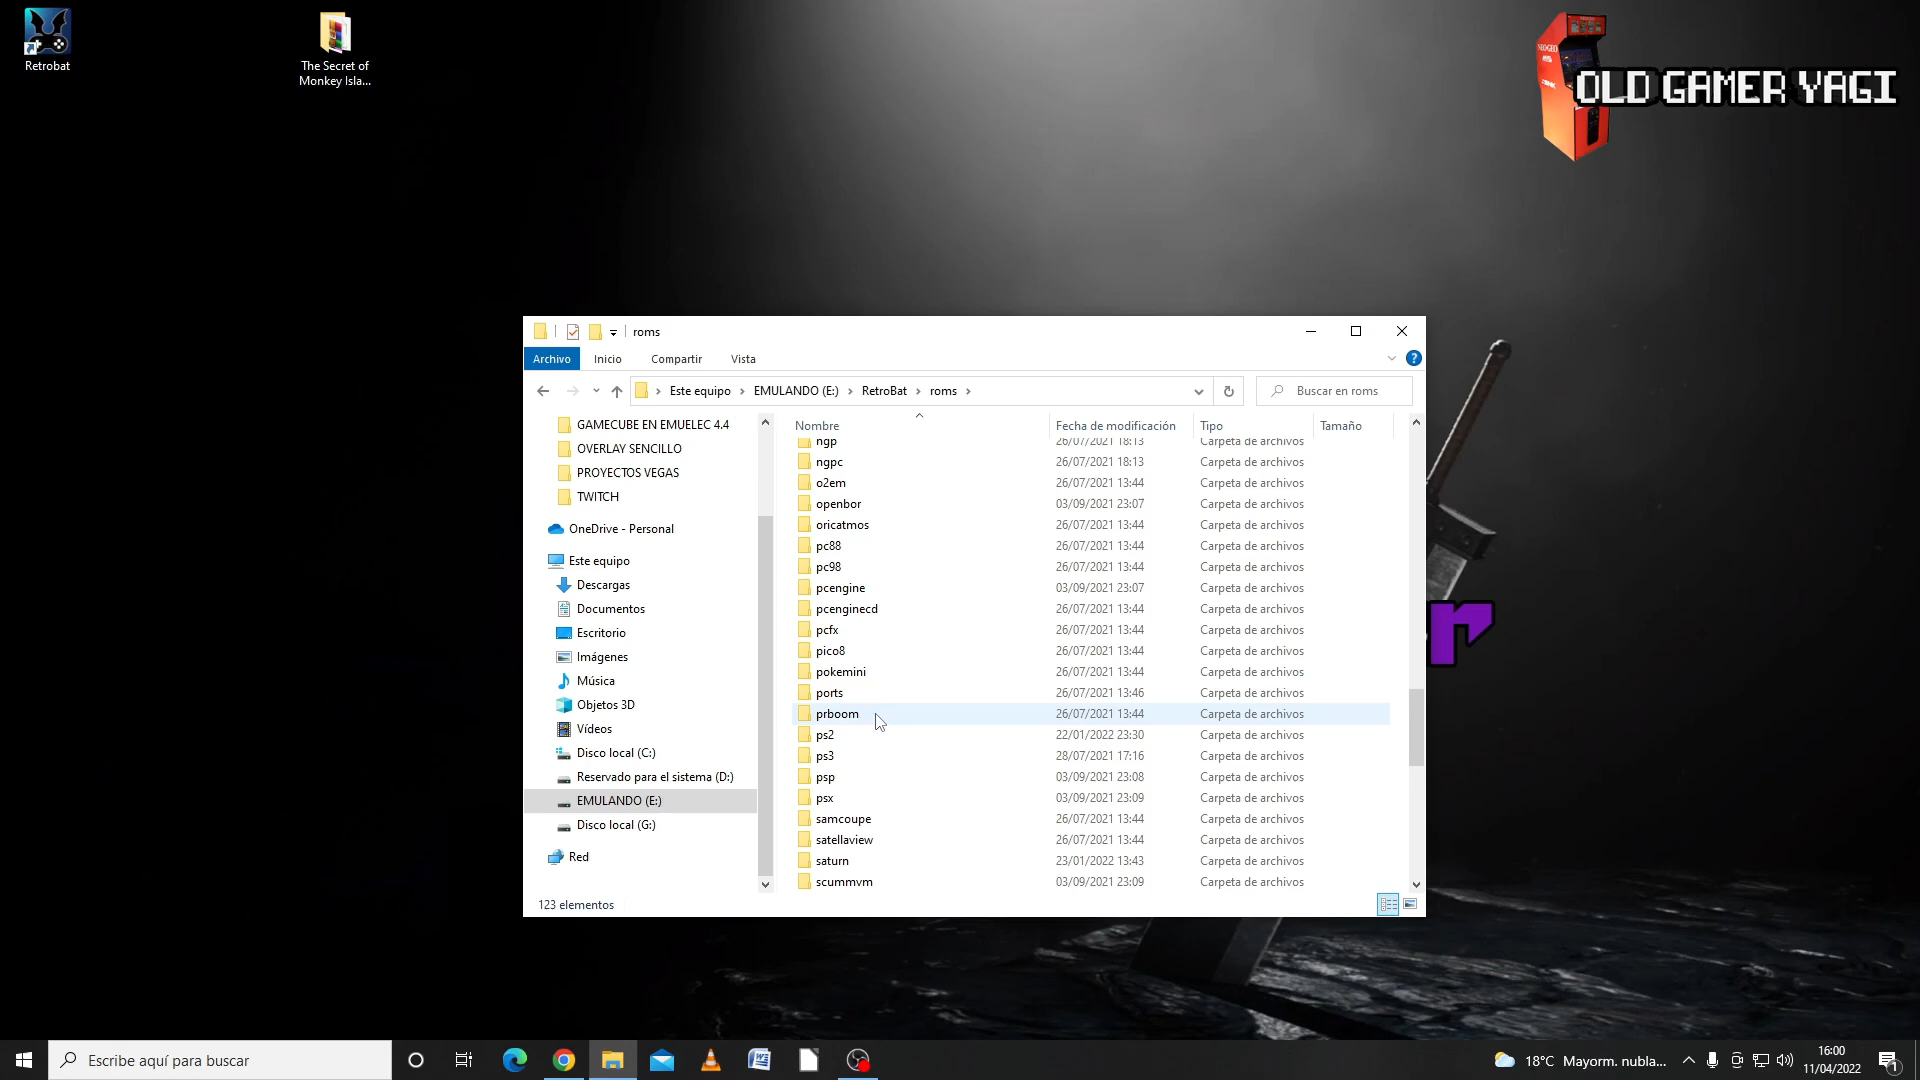 Retrobat
The Secret of
Monkey Isla...
NEO GEO
OLD GAMER YAGI
roms
Archivo Inicio Compartir Vista
Este equipo > EMULANDO (E:) > RetroBat > roms >
Buscar en roms
GAMECUBE EN EMUELEC 4.4
OVERLAY SENCILLO
PROYECTOS VEGAS
TWITCH
OneDrive - Personal
Este equipo
Descargas
Documentos
Escritorio
Imágenes
Música
Objetos 3D
Vídeos
Disco local (C:)
Reservado para el sistema (D:)
EMULANDO (E:)
Disco local (G:)
Red
Nombre Fecha de modificación Tipo Tamaño
ngp 26/07/2021 18:13 Carpeta de archivos
ngpc 26/07/2021 18:13 Carpeta de archivos
o2em 26/07/2021 13:44 Carpeta de archivos
openbor 03/09/2021 23:07 Carpeta de archivos
oricatmos 26/07/2021 13:44 Carpeta de archivos
pc88 26/07/2021 13:44 Carpeta de archivos
pc98 26/07/2021 13:44 Carpeta de archivos
pcengine 03/09/2021 23:07 Carpeta de archivos
pcenginecd 26/07/2021 13:44 Carpeta de archivos
pcfx 26/07/2021 13:44 Carpeta de archivos
pico8 26/07/2021 13:44 Carpeta de archivos
pokemini 26/07/2021 13:44 Carpeta de archivos
ports 26/07/2021 13:46 Carpeta de archivos
prboom 26/07/2021 13:44 Carpeta de archivos
ps2 22/01/2022 23:30 Carpeta de archivos
ps3 28/07/2021 17:16 Carpeta de archivos
psp 03/09/2021 23:08 Carpeta de archivos
psx 03/09/2021 23:09 Carpeta de archivos
samcoupe 26/07/2021 13:44 Carpeta de archivos
satellaview 26/07/2021 13:44 Carpeta de archivos
saturn 23/01/2022 13:43 Carpeta de archivos
scummvm 03/09/2021 23:09 Carpeta de archivos
123 elementos
r
Escribe aquí para buscar
18°C Mayorm. nubla...
16:00
11/04/2022
1